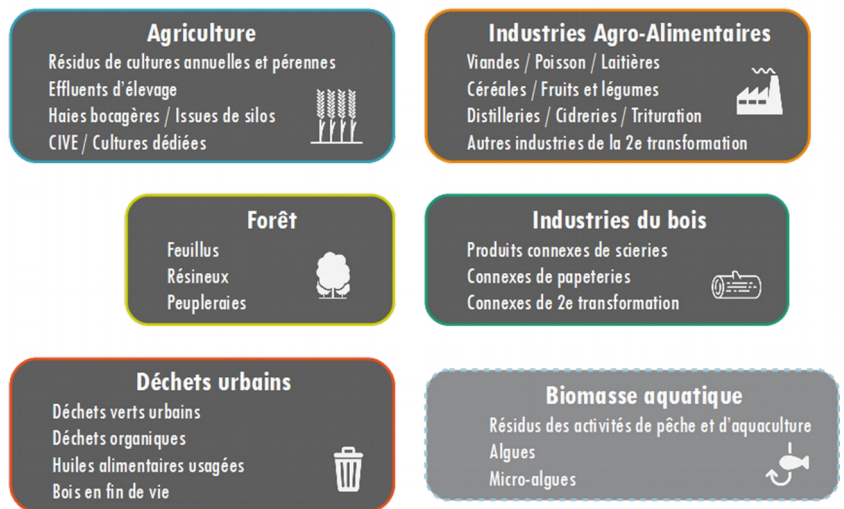 Agriculture
Résidus de cultures annuelles et pérennes
Effluents d'élevage
Haies bocagères / Issues de silos
CIVE / Cultures dédiées
Industries Agro-Alimentaires
Viandes / Poisson / Laitières
Céréales / Fruits et légumes
Distilleries / Cidreries / Trituration
Autres industries de la 2e transformation
Forêt
Feuillus
Résineux
Peupleraies
Industries du bois
Produits connexes de scieries
Connexes de papeteries
Connexes de 2e transformation
Déchets urbains
Déchets verts urbains
Déchets organiques
Huiles alimentaires usagées
Bois en fin de vie
Biomasse aquatique
Résidus des activités de pêche et d'aquaculture
Algues
Micro-algues